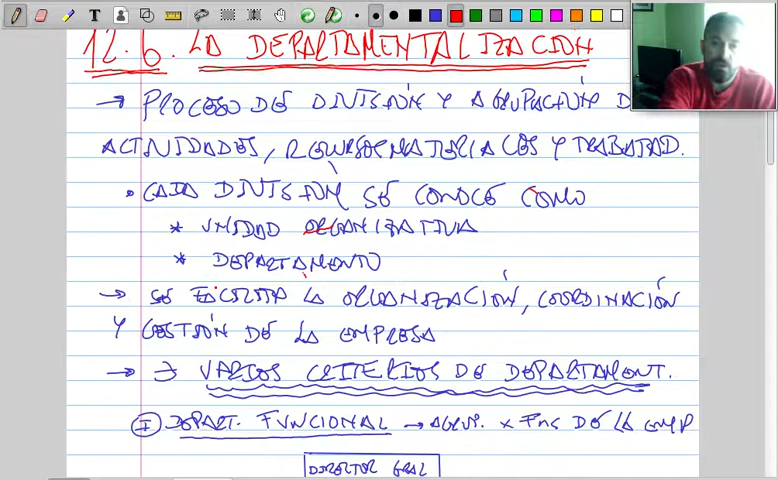 12.6. LA DEPARTAMENTALIZACIÓN
→ PROCESO DE DIVISIÓN Y AGRUPACIÓN D
ACTIVIDADES, RECURSOS MATERIALES Y TRABAJAD.
• CADA DIVISIÓN SE CONOCE COMO
* UNIDAD ORGANIZATIVA
* DEPARTAMENTO
→ SE FACILITA LA ORGANIZACIÓN, COORDINACIÓN
Y GESTIÓN DE LA EMPRESA
→ ∃ VARIOS CRITERIOS DE DEPARTAMENT.
I DEPART. FUNCIONAL → AGRUP. X FNS DE LA EMP
DIRECTOR GRAL